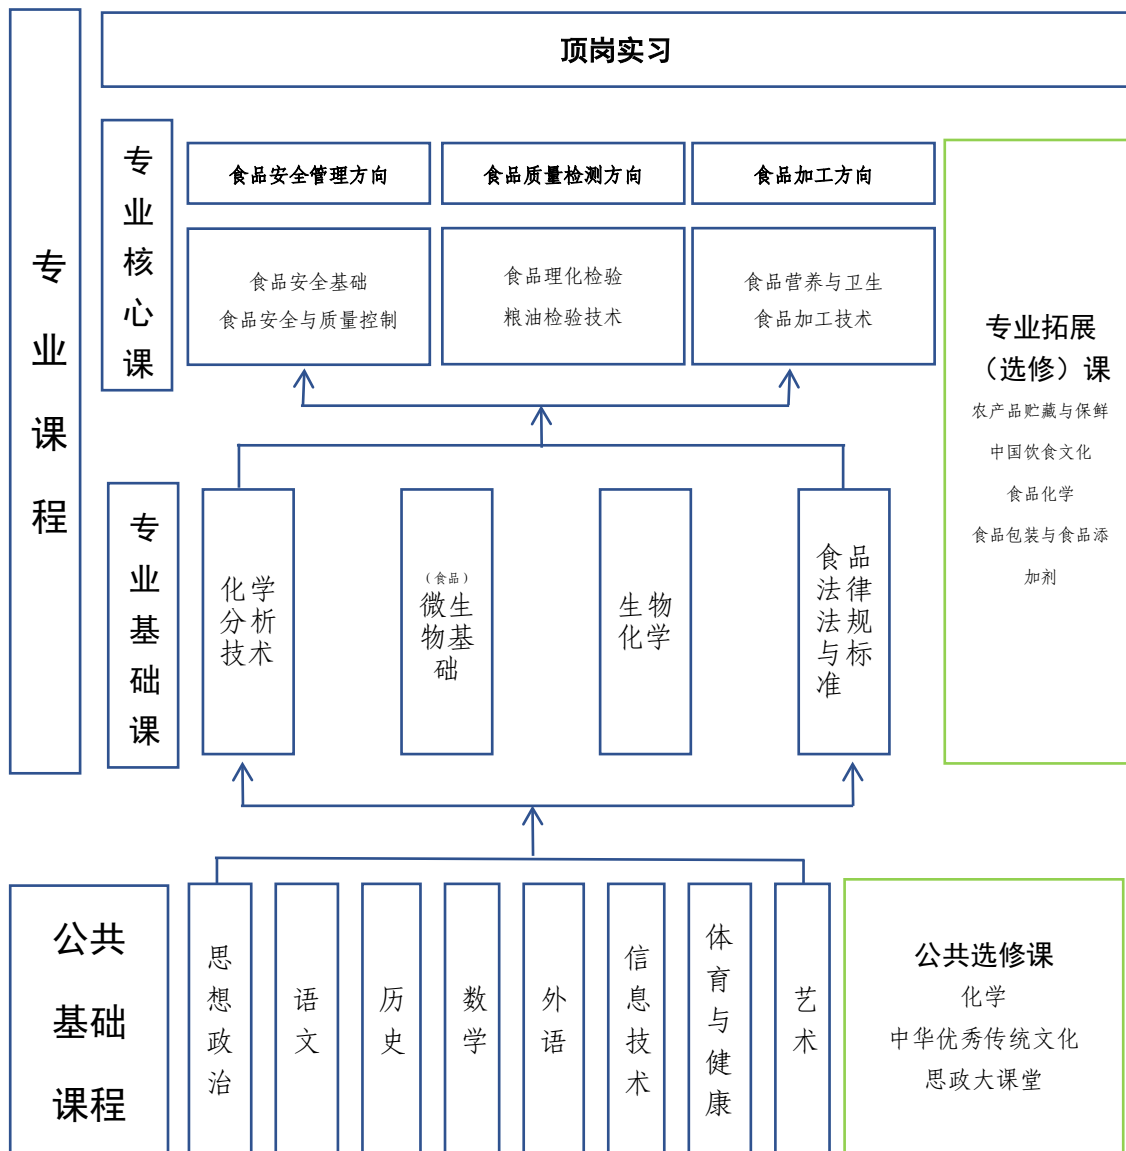 专业课程
顶岗实习
专业核心课
食品安全管理方向
食品质量检测方向
食品加工方向
食品安全基础
食品安全与质量控制
食品理化检验
粮油检验技术
食品营养与卫生
食品加工技术
专业拓展
（选修）课
农产品贮藏与保鲜
中国饮食文化
食品化学
食品包装与食品添
加剂
专业基础课
化学
分析
技术
（食品）
微生
物基
础
生物
化学
食品
法律
法规
与标
准
公共
基础
课程
思想政治
语文
历史
数学
外语
信息技术
体育与健康
艺术
公共选修课
化学
中华优秀传统文化
思政大课堂